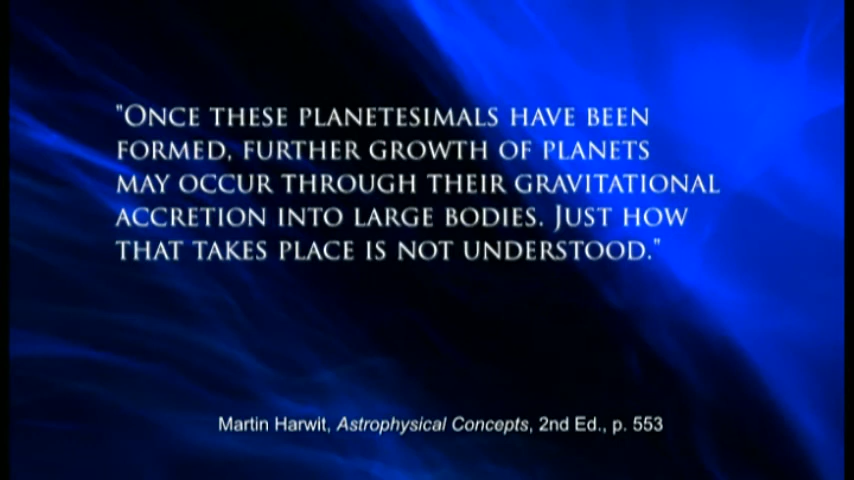 "Once these planetesimals have been
formed, further growth of planets
may occur through their gravitational
accretion into large bodies. Just how
that takes place is not understood."
Martin Harwit, Astrophysical Concepts, 2nd Ed., p. 553